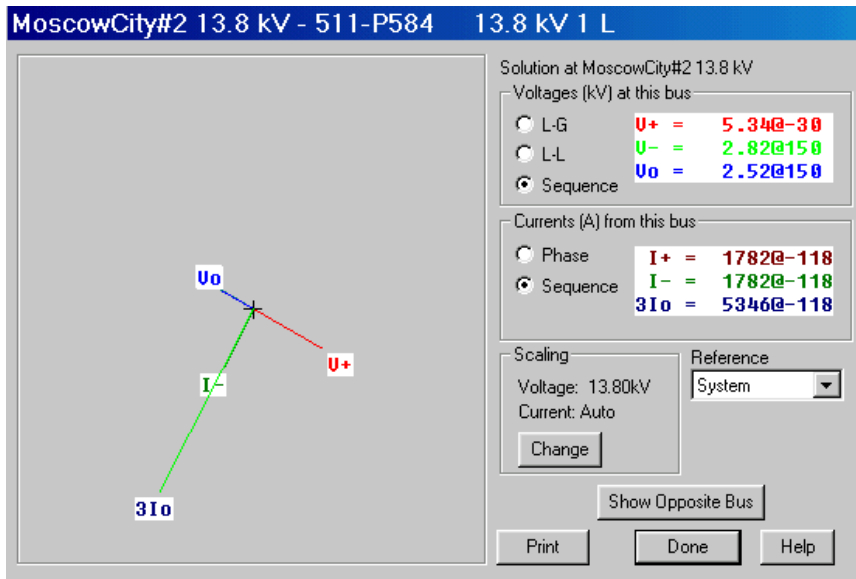 MoscowCity#2 13.8 kV - 511-P584 13.8 kV 1 L
Solution at MoscowCity#2 13.8 kV
Voltages (kV) at this bus
L-G
L-L
Sequence
V+ = 5.34@-30
V- = 2.82@150
Vo = 2.52@150
Currents (A) from this bus
Phase
Sequence
I+ = 1782@-118
I- = 1782@-118
3Io = 5346@-118
Vo
V+
I-
3Io
Scaling
Voltage: 13.80kV
Current: Auto
Change
Reference
System
Show Opposite Bus
Print Done Help